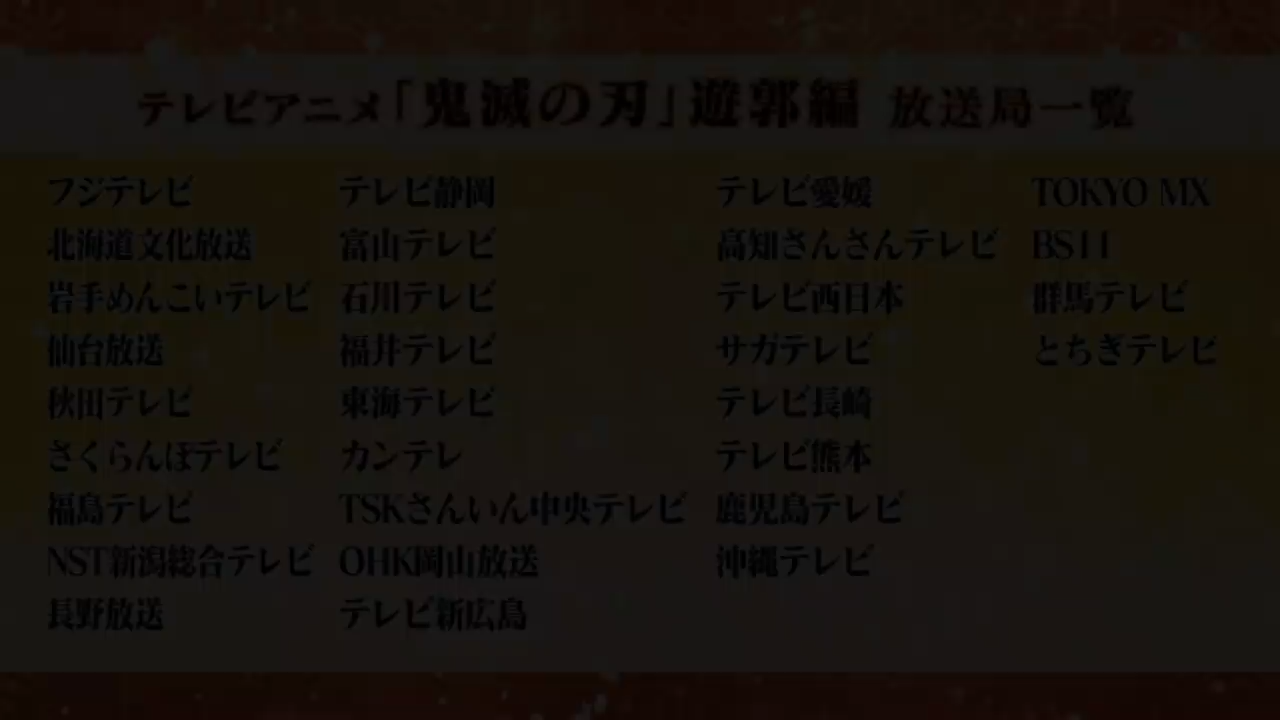 テレビアニメ「鬼滅の刃」遊郭編 放送局一覧
フジテレビ
北海道文化放送
岩手めんこいテレビ
仙台放送
秋田テレビ
さくらんぼテレビ
福島テレビ
NST新潟総合テレビ
長野放送
テレビ静岡
富山テレビ
石川テレビ
福井テレビ
東海テレビ
カンテレ
TSKさんいん中央テレビ
OHK岡山放送
テレビ新広島
テレビ愛媛
高知さんさんテレビ
テレビ西日本
サガテレビ
テレビ長崎
テレビ熊本
鹿児島テレビ
沖縄テレビ
TOKYO MX
BS11
群馬テレビ
とちぎテレビ